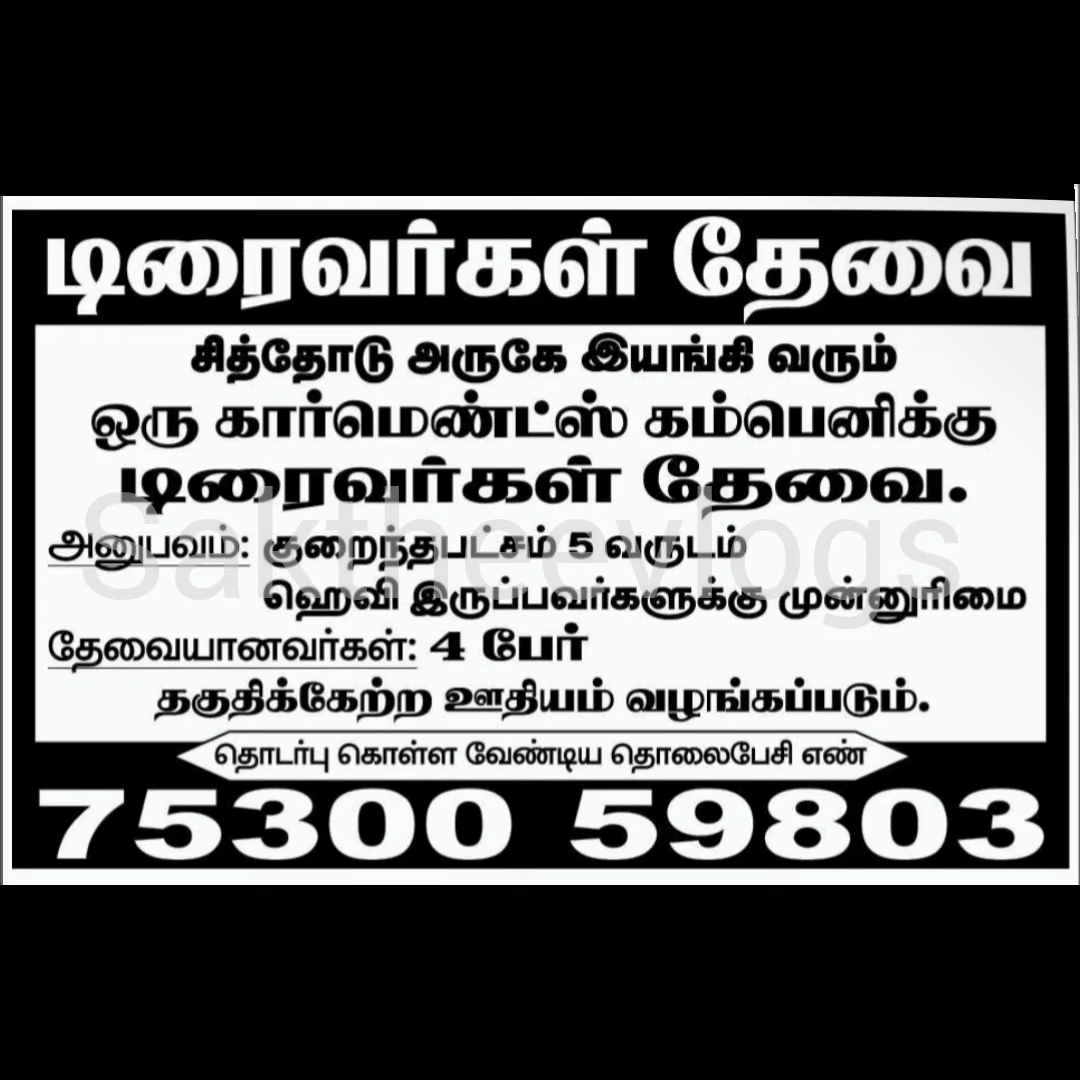 டிரைவர்கள் தேவை
சித்தோடு அருகே இயங்கி வரும்
ஒரு கார்மெண்ட்ஸ் கம்பெனிக்கு
டிரைவர்கள் தேவை.
Saktheevlogs
அனுபவம்: குறைந்தபட்சம் 5 வருடம்
ஹெவி இருப்பவர்களுக்கு முன்னுரிமை
தேவையானவர்கள்: 4 பேர்
தகுதிக்கேற்ற ஊதியம் வழங்கப்படும்.
தொடர்பு கொள்ள வேண்டிய தொலைபேசி எண்
75300 59803